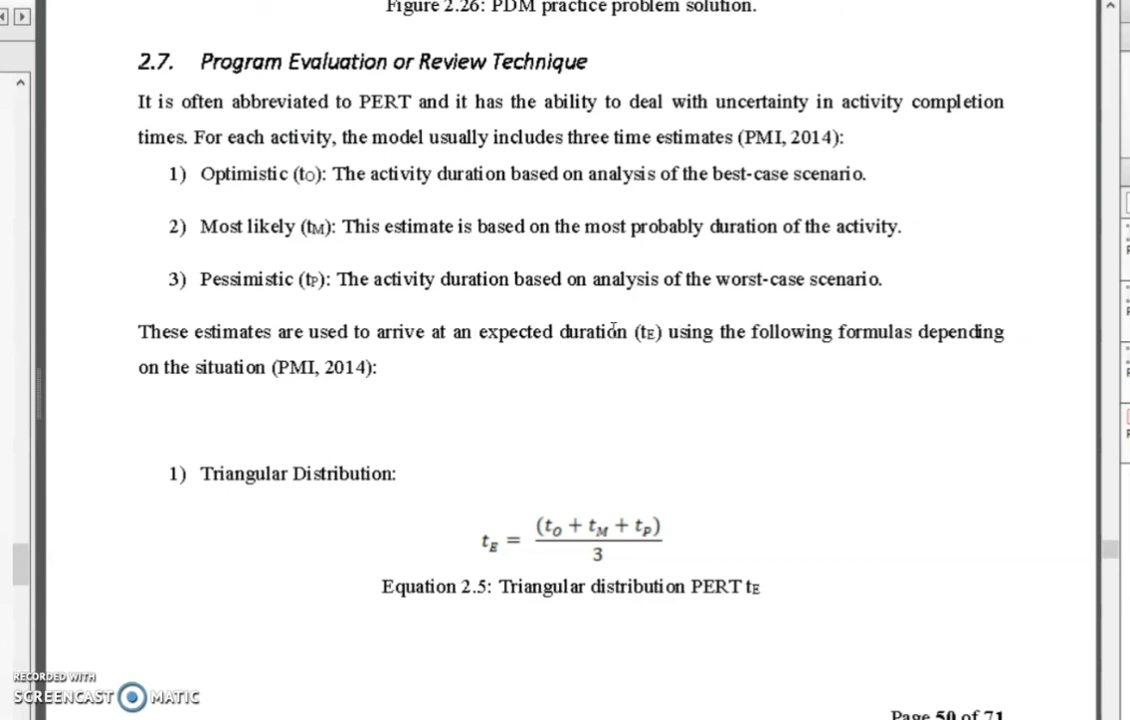 Figure 2.26: PDM practice problem solution.
2.7. Program Evaluation or Review Technique
It is often abbreviated to PERT and it has the ability to deal with uncertainty in activity completion
times. For each activity, the model usually includes three time estimates (PMI, 2014):
1) Optimistic (tO): The activity duration based on analysis of the best-case scenario.
2) Most likely (tM): This estimate is based on the most probably duration of the activity.
3) Pessimistic (tP): The activity duration based on analysis of the worst-case scenario.
These estimates are used to arrive at an expected duration (tE) using the following formulas depending
on the situation (PMI, 2014):
1) Triangular Distribution:
tE = (tO + tM + tP) / 3
Equation 2.5: Triangular distribution PERT tE
RECORDED WITH
SCREENCAST MATIC
Page 50 of 71